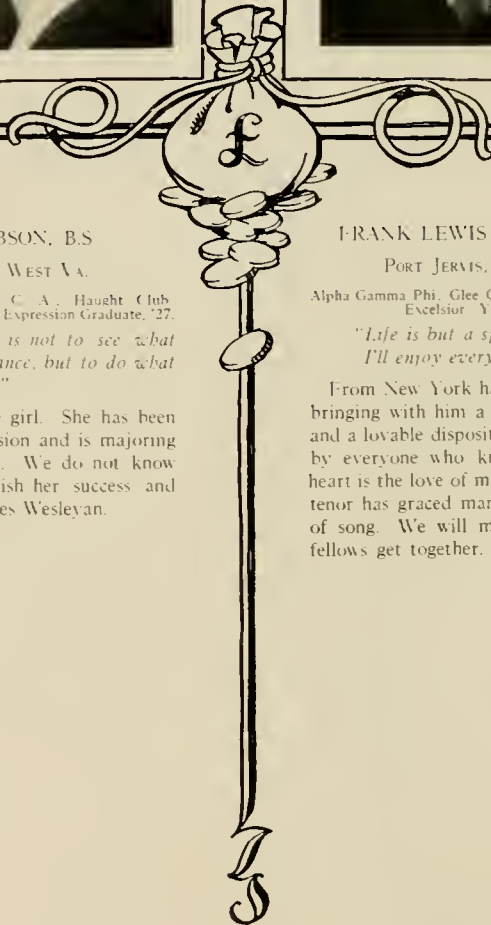 £
BSON, B.S
WEST VA.
C. A., Haught Club
Expression Graduate, '27.
is not to see what
ance, but to do what
"
girl. She has been
sion and is majoring
. We do not know
ish her success and
es Wesleyan.
FRANK LEWIS
PORT JERVIS,
Alpha Gamma Phi, Glee C
Excelsior Y
"Life is but a sp
I'll enjoy every
From New York ha
bringing with him a
and a lovable disposit
by everyone who kn
heart is the love of m
tenor has graced man
of song. We will m
fellows get together.